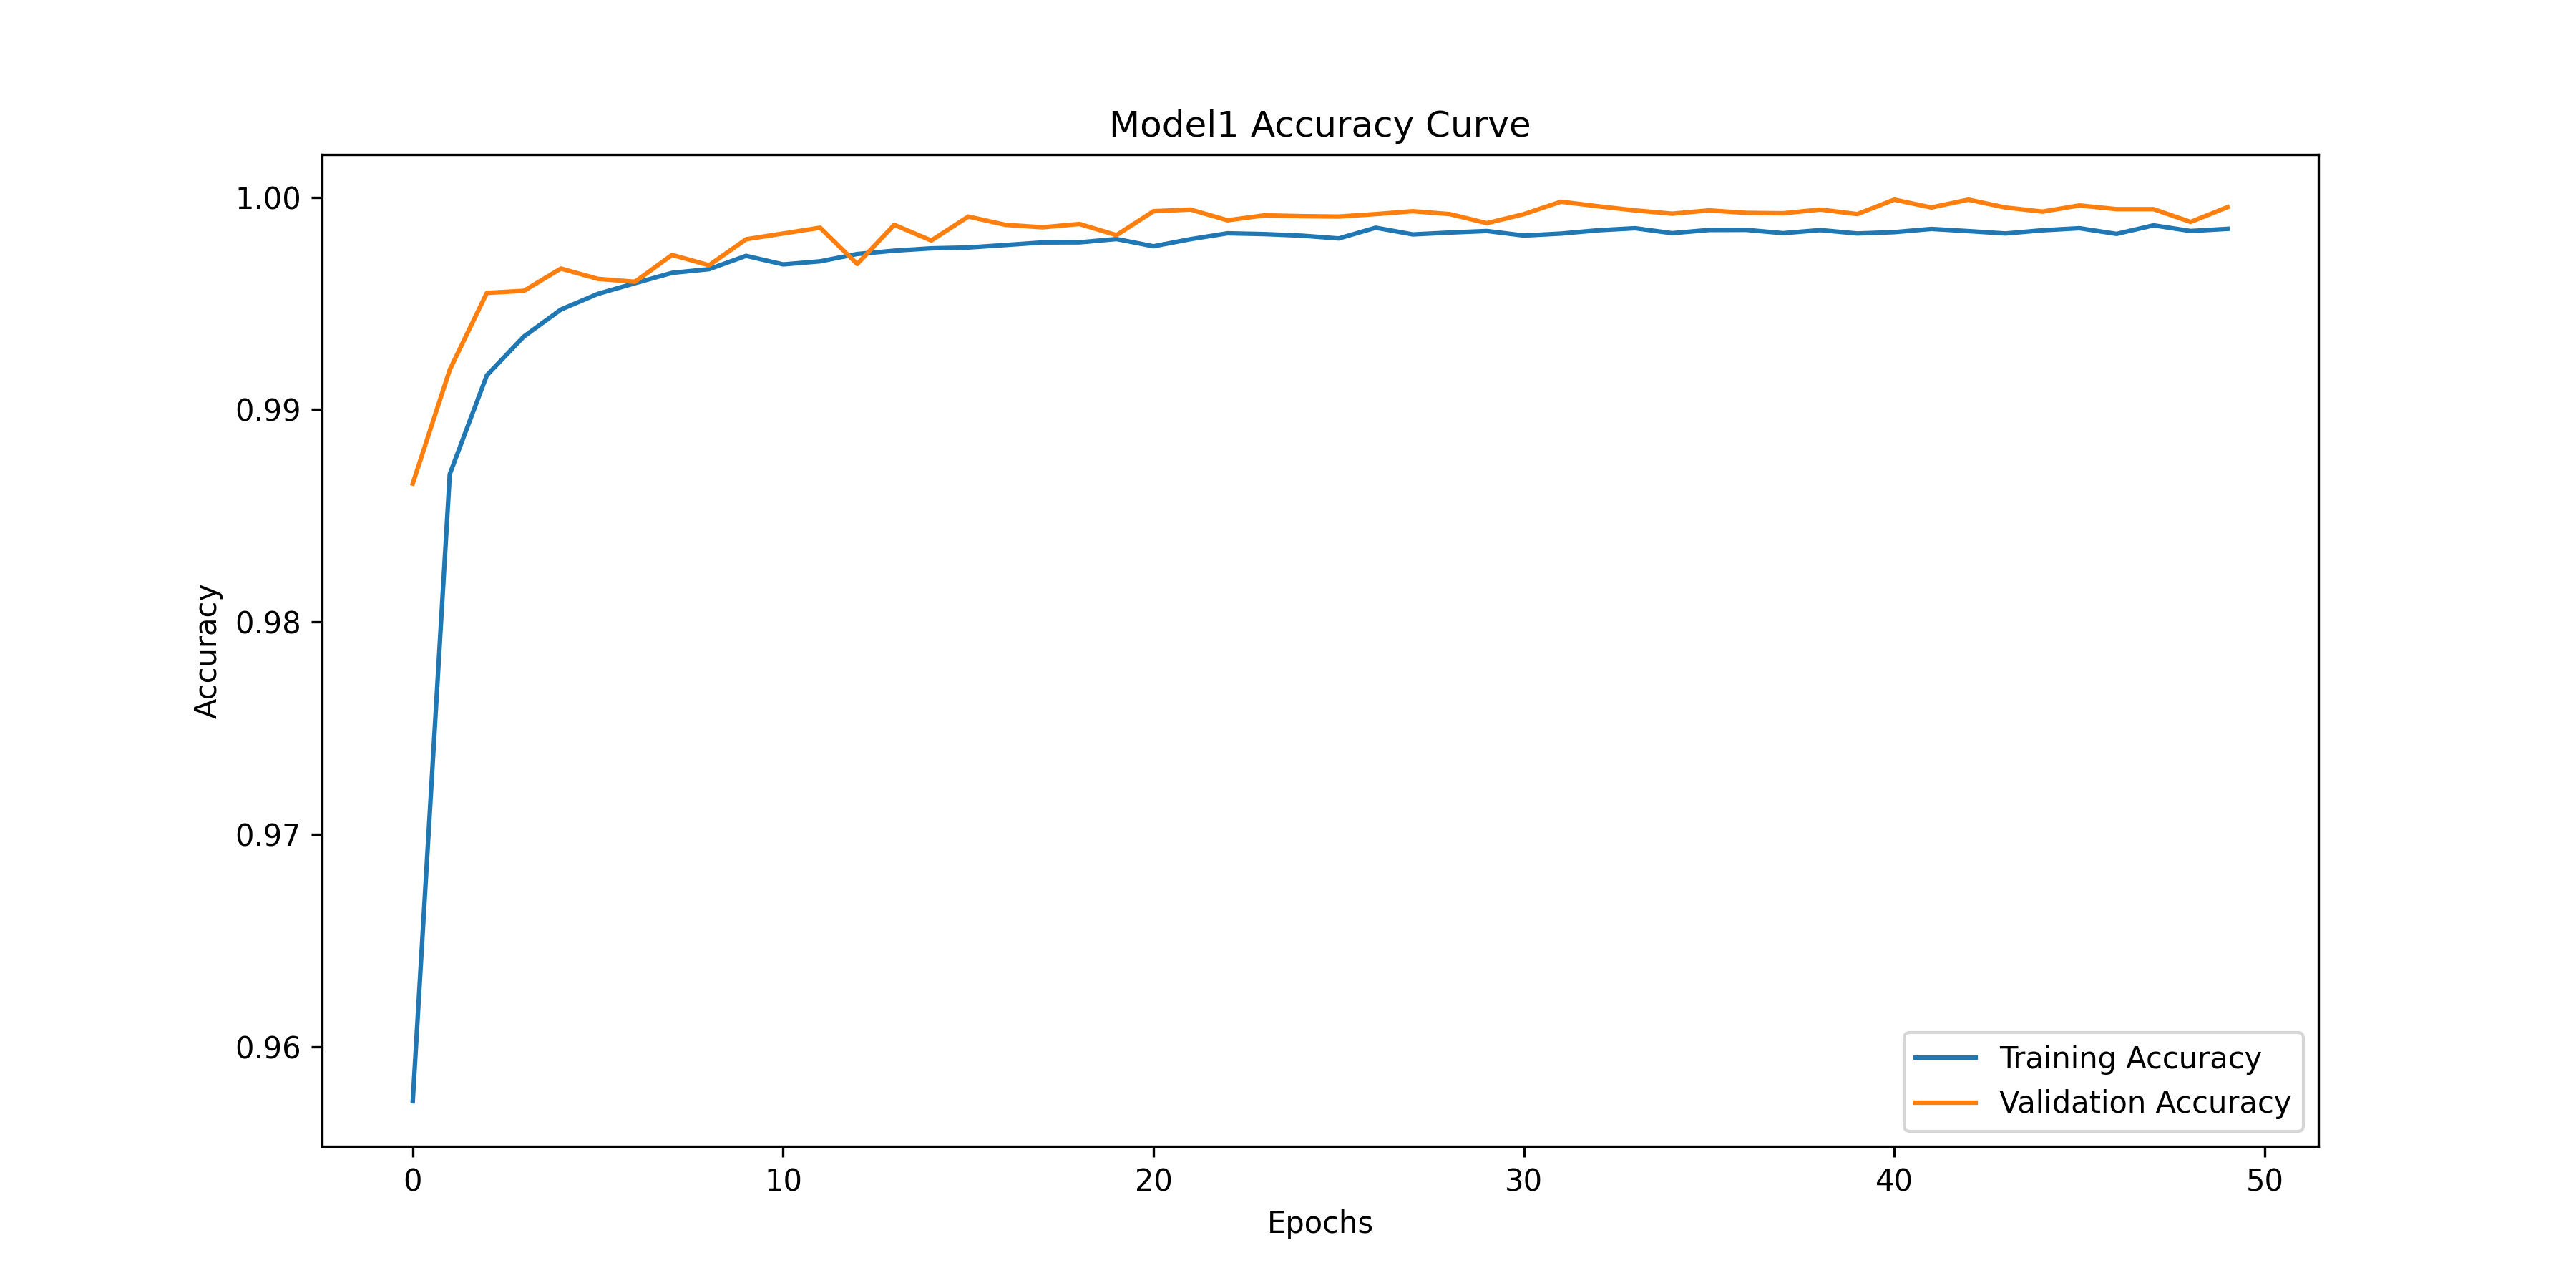 Model1 Accuracy Curve
1.00
0.99
0.98
0.97
0.96
Accuracy
0 10 20 30 40 50
Epochs
Training Accuracy
Validation Accuracy